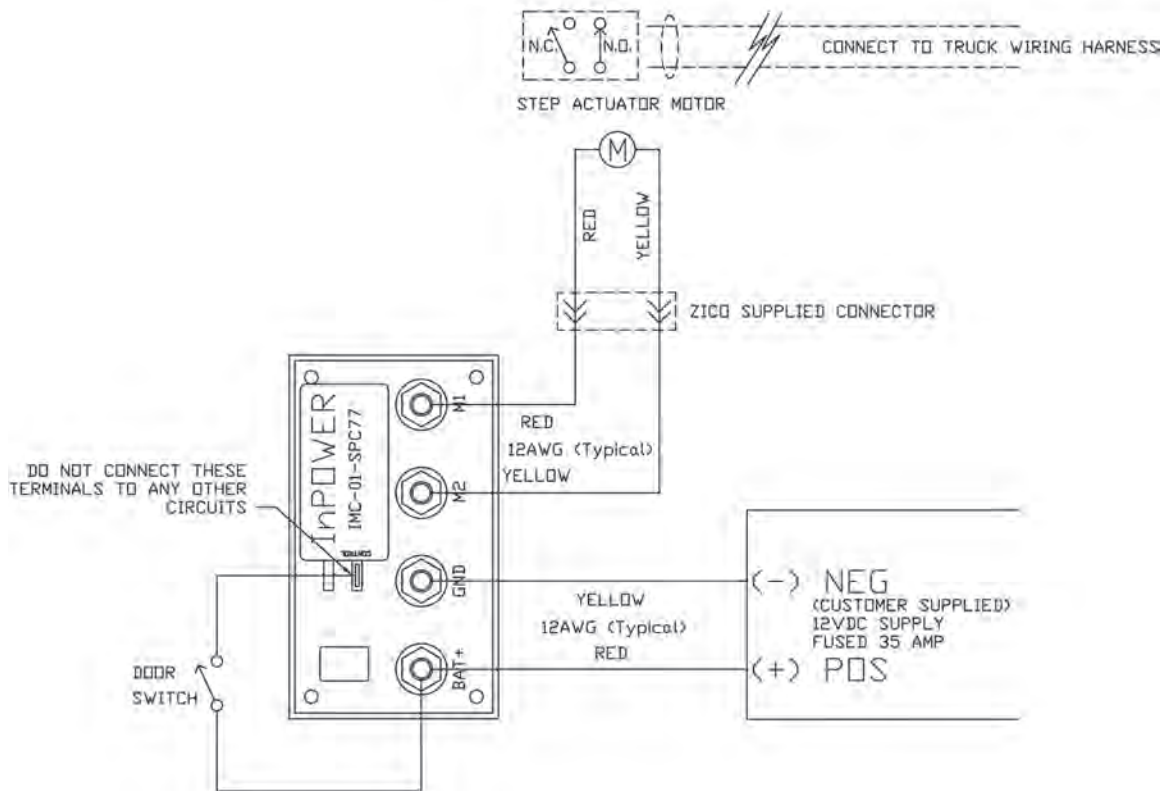 N.C.
N.O.
CONNECT TO TRUCK WIRING HARNESS
STEP ACTUATOR MOTOR
M
RED
YELLOW
ZICO SUPPLIED CONNECTOR
InPOWER
IMC-01-SPC77
CONTROL
M1
M2
GND
BAT+
RED
12AWG (Typical)
YELLOW
DO NOT CONNECT THESE
TERMINALS TO ANY OTHER
CIRCUITS
YELLOW
12AWG (Typical)
RED
(-) NEG
(CUSTOMER SUPPLIED)
12VDC SUPPLY
FUSED 35 AMP
(+) POS
DOOR
SWITCH